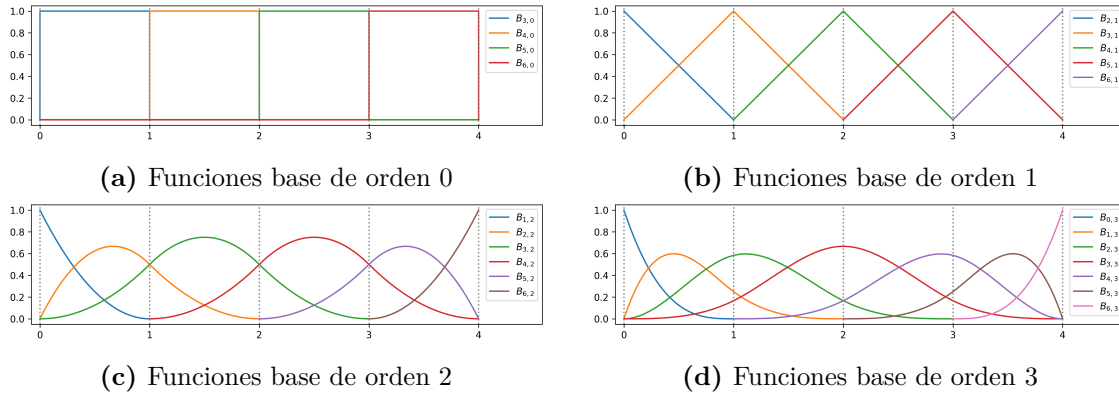 1.0
0.8
0.6
0.4
0.2
0.0
0 1 2 3 4
B3, 0
B4, 0
B5, 0
B6, 0
(a) Funciones base de orden 0
1.0
0.8
0.6
0.4
0.2
0.0
0 1 2 3 4
B2, 1
B3, 1
B4, 1
B5, 1
B6, 1
(b) Funciones base de orden 1
1.0
0.8
0.6
0.4
0.2
0.0
0 1 2 3 4
B1, 2
B2, 2
B3, 2
B4, 2
B5, 2
B6, 2
(c) Funciones base de orden 2
1.0
0.8
0.6
0.4
0.2
0.0
0 1 2 3 4
B0, 3
B1, 3
B2, 3
B3, 3
B4, 3
B5, 3
B6, 3
(d) Funciones base de orden 3